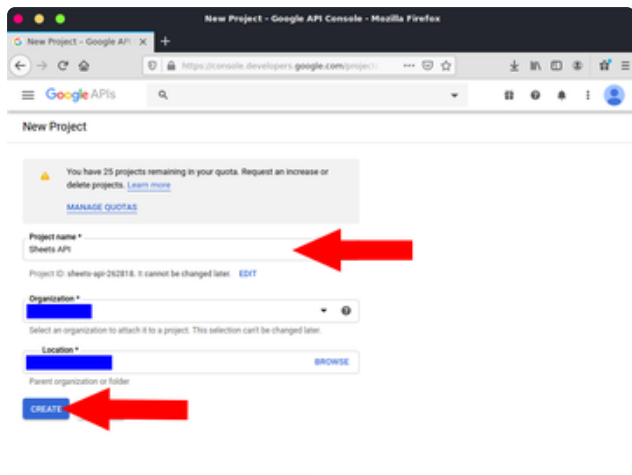 New Project - Google API Console - Mozilla Firefox
New Project - Google API
https://console.developers.google.com/project
Google APIs
New Project
You have 25 projects remaining in your quota. Request an increase or
delete projects. Learn more
MANAGE QUOTAS
Project name *
Sheets API
Project ID: sheets-api-262818. It cannot be changed later. EDIT
Organization *
Select an organization to attach it to a project. This selection can't be changed later.
Location *
BROWSE
Parent organization or folder
CREATE